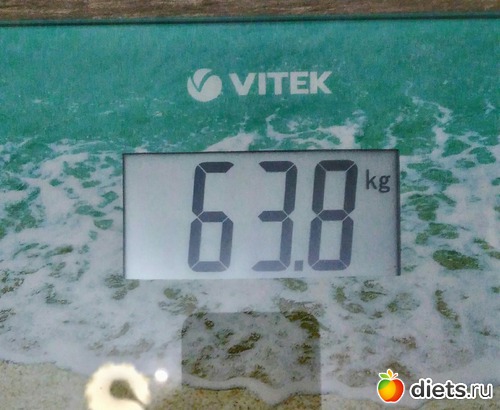 VITEK
63.8 kg
diets.ru